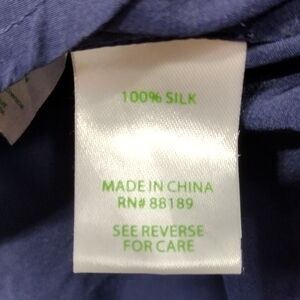 100% SILK
MADE IN CHINA
RN# 88189
SEE REVERSE
FOR CARE